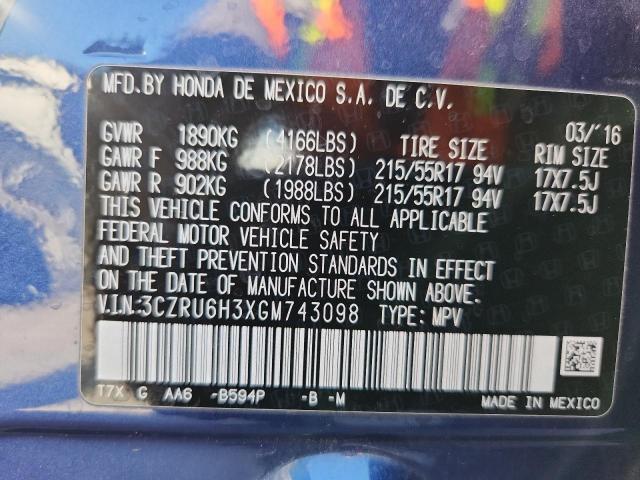 MFD. BY HONDA DE MEXICO S.A. DE C.V.
03/'16
GVWR 1890KG (4166LBS) TIRE SIZE RIM SIZE
GAWR F 988KG (2178LBS) 215/55R17 94V 17X7.5J
GAWR R 902KG (1988LBS) 215/55R17 94V 17X7.5J
THIS VEHICLE CONFORMS TO ALL APPLICABLE
FEDERAL MOTOR VEHICLE SAFETY
AND THEFT PREVENTION STANDARDS IN EFFECT
ON THE DATE OF MANUFACTURE SHOWN ABOVE.
V.I.N:3CZRU6H3XGM743098 TYPE: MPV
T7X G AA6 -B594P -B -M
MADE IN MEXICO